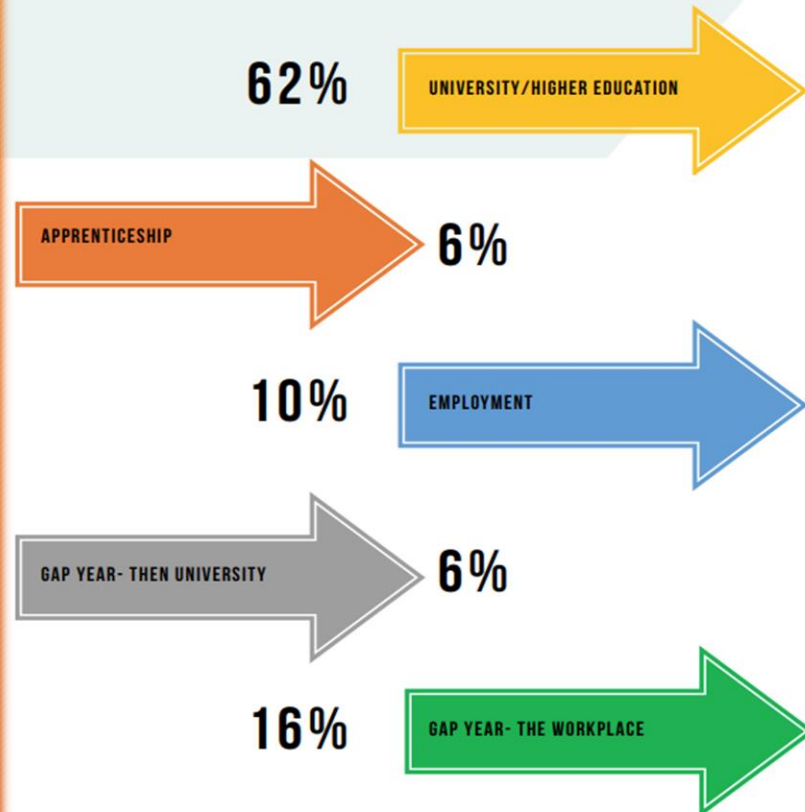 62% UNIVERSITY/HIGHER EDUCATION
APPRENTICESHIP 6%
10% EMPLOYMENT
GAP YEAR- THEN UNIVERSITY 6%
16% GAP YEAR- THE WORKPLACE